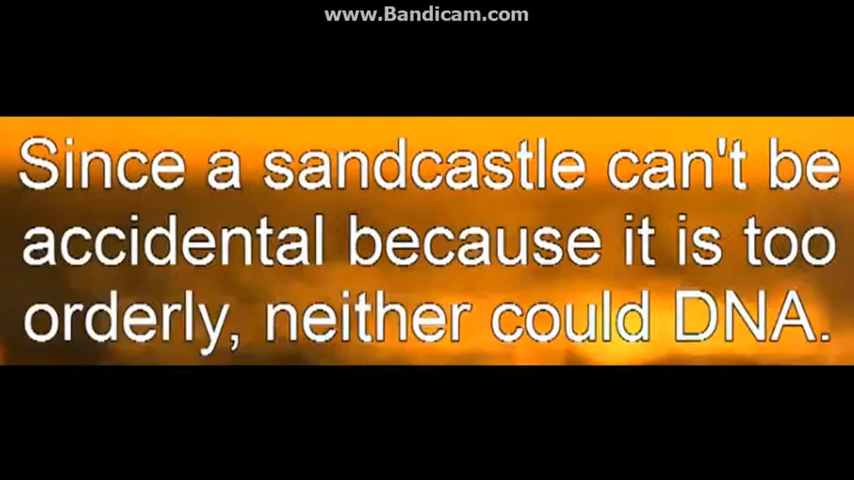 www.Bandicam.com
Since a sandcastle can't be
accidental because it is too
orderly, neither could DNA.